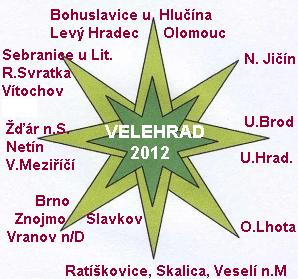 Bohuslavice u Hlučína
Levý Hradec Olomouc
Sebranice u Lit.
R.Svratka
Vítochov
N. Jičín
Žďár n.S.
Netín
V.Meziříčí
VELEHRAD
2012
U.Brod
U.Hrad.
Brno
Znojmo Slavkov
Vranov n/D
O.Lhota
Ratíškovice, Skalica, Veselí n.M